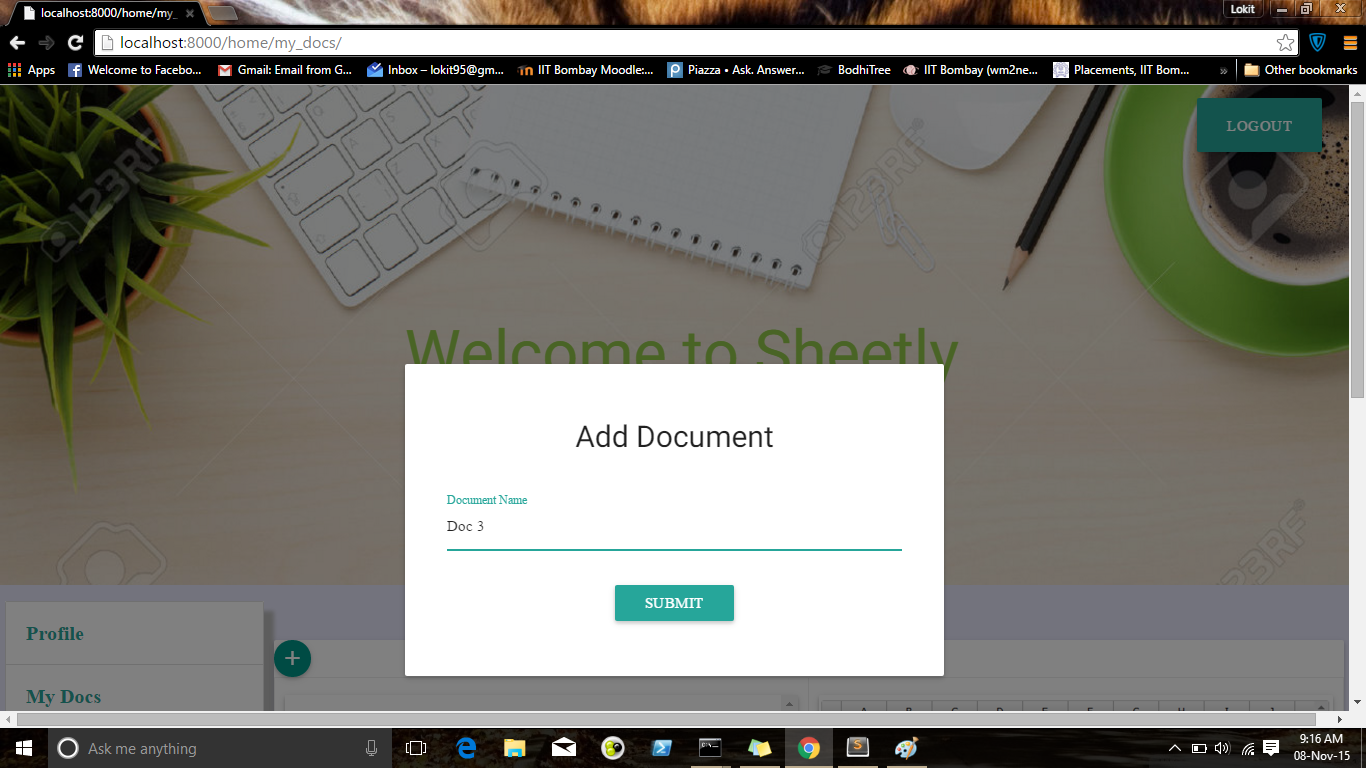 localhost:8000/home/my_
Lokit
localhost:8000/home/my_docs/
Apps Welcome to Facebo... Gmail: Email from G... Inbox – lokit95@gm... IIT Bombay Moodle:... Piazza • Ask. Answer... BodhiTree IIT Bombay (wm2ne... Placements, IIT Bom... » Other bookmarks
LOGOUT
123RF
123RF
Welcome to Sheetly
Add Document
Document Name
Doc 3
123RF
SUBMIT
Profile
+
My Docs
Ask me anything
9:16 AM
08-Nov-15